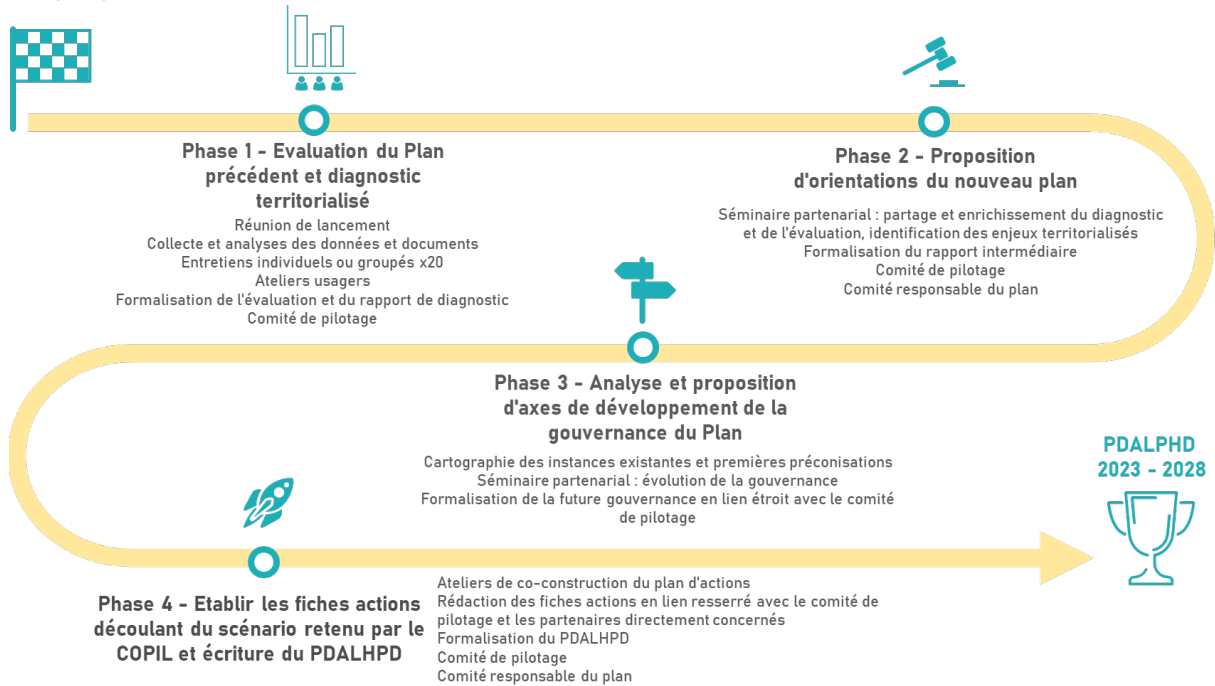 Phase 1 - Evaluation du Plan
précédent et diagnostic
territorialisé
Réunion de lancement
Collecte et analyses des données et documents
Entretiens individuels ou groupés x20
Ateliers usagers
Formalisation de l'évaluation et du rapport de diagnostic
Comité de pilotage
Phase 2 - Proposition
d'orientations du nouveau plan
Séminaire partenarial : partage et enrichissement du diagnostic
et de l'évaluation, identification des enjeux territorialisés
Formalisation du rapport intermédiaire
Comité de pilotage
Comité responsable du plan
Phase 3 - Analyse et proposition
d'axes de développement de la
gouvernance du Plan
Cartographie des instances existantes et premières préconisations
Séminaire partenarial : évolution de la gouvernance
Formalisation de la future gouvernance en lien étroit avec le comité
de pilotage
PDALPHD
2023 - 2028
Phase 4 - Etablir les fiches actions
découlant du scénario retenu par le
COPIL et écriture du PDALHPD
Ateliers de co-construction du plan d'actions
Rédaction des fiches actions en lien resserré avec le comité de
pilotage et les partenaires directement concernés
Formalisation du PDALHPD
Comité de pilotage
Comité responsable du plan